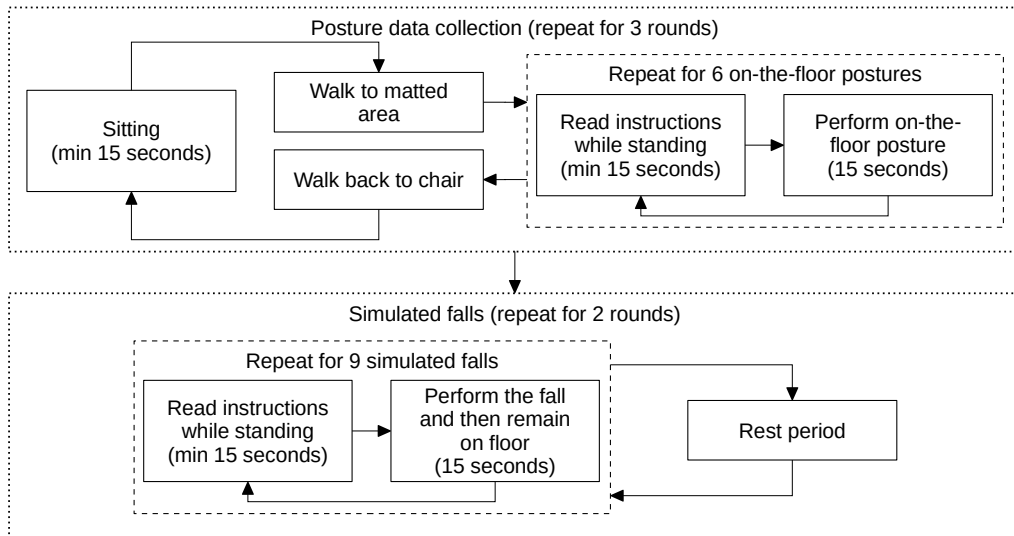 Posture data collection (repeat for 3 rounds)
Sitting
(min 15 seconds)
Walk to matted
area
Walk back to chair
Repeat for 6 on-the-floor postures
Read instructions
while standing
(min 15 seconds)
Perform on-the-
floor posture
(15 seconds)
Simulated falls (repeat for 2 rounds)
Repeat for 9 simulated falls
Read instructions
while standing
(min 15 seconds)
Perform the fall
and then remain
on floor
(15 seconds)
Rest period